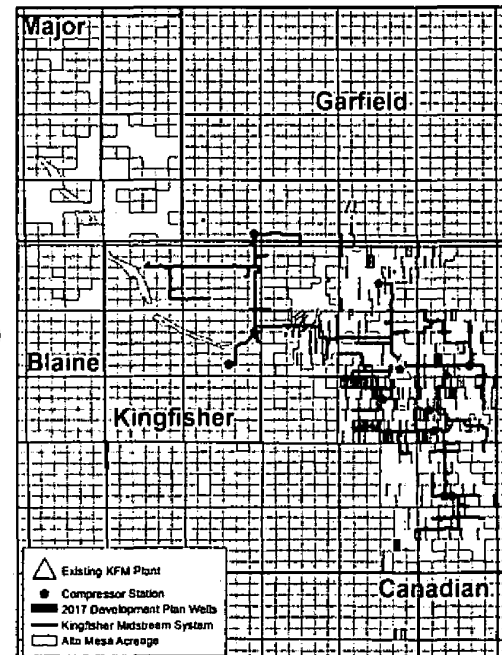 Major
Garfield
Blaine
Kingfisher
Canadian
Existing KFM Plant
Compressor Station
2017 Development Plan Wells
Kingfisher Midstream System
Alto Mesa Acreage